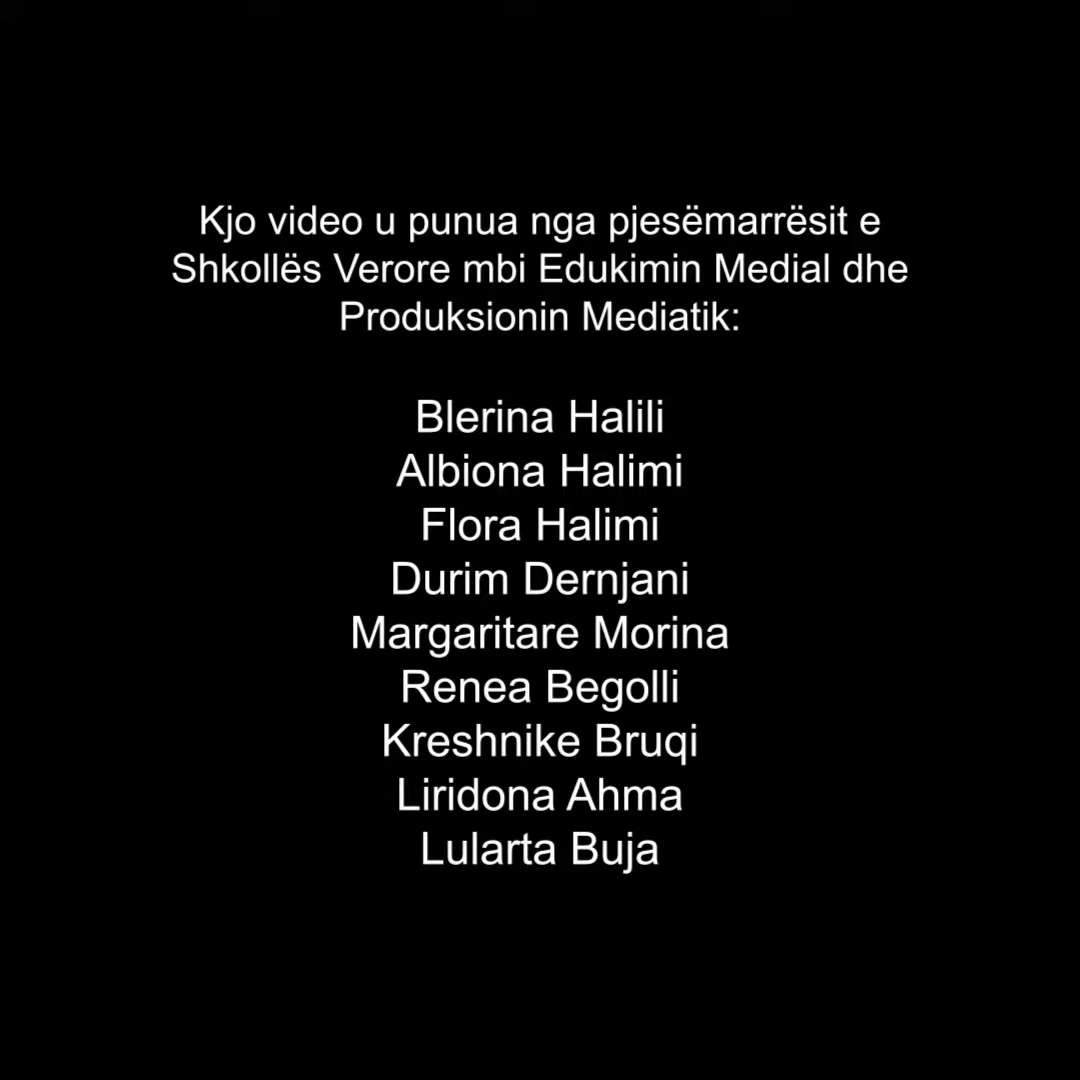 Kjo video u punua nga pjesëmarrësit e
Shkollës Verore mbi Edukimin Medial dhe
Produksionin Mediatik:
Blerina Halili
Albiona Halimi
Flora Halimi
Durim Dernjani
Margaritare Morina
Renea Begolli
Kreshnike Bruqi
Liridona Ahma
Lularta Buja